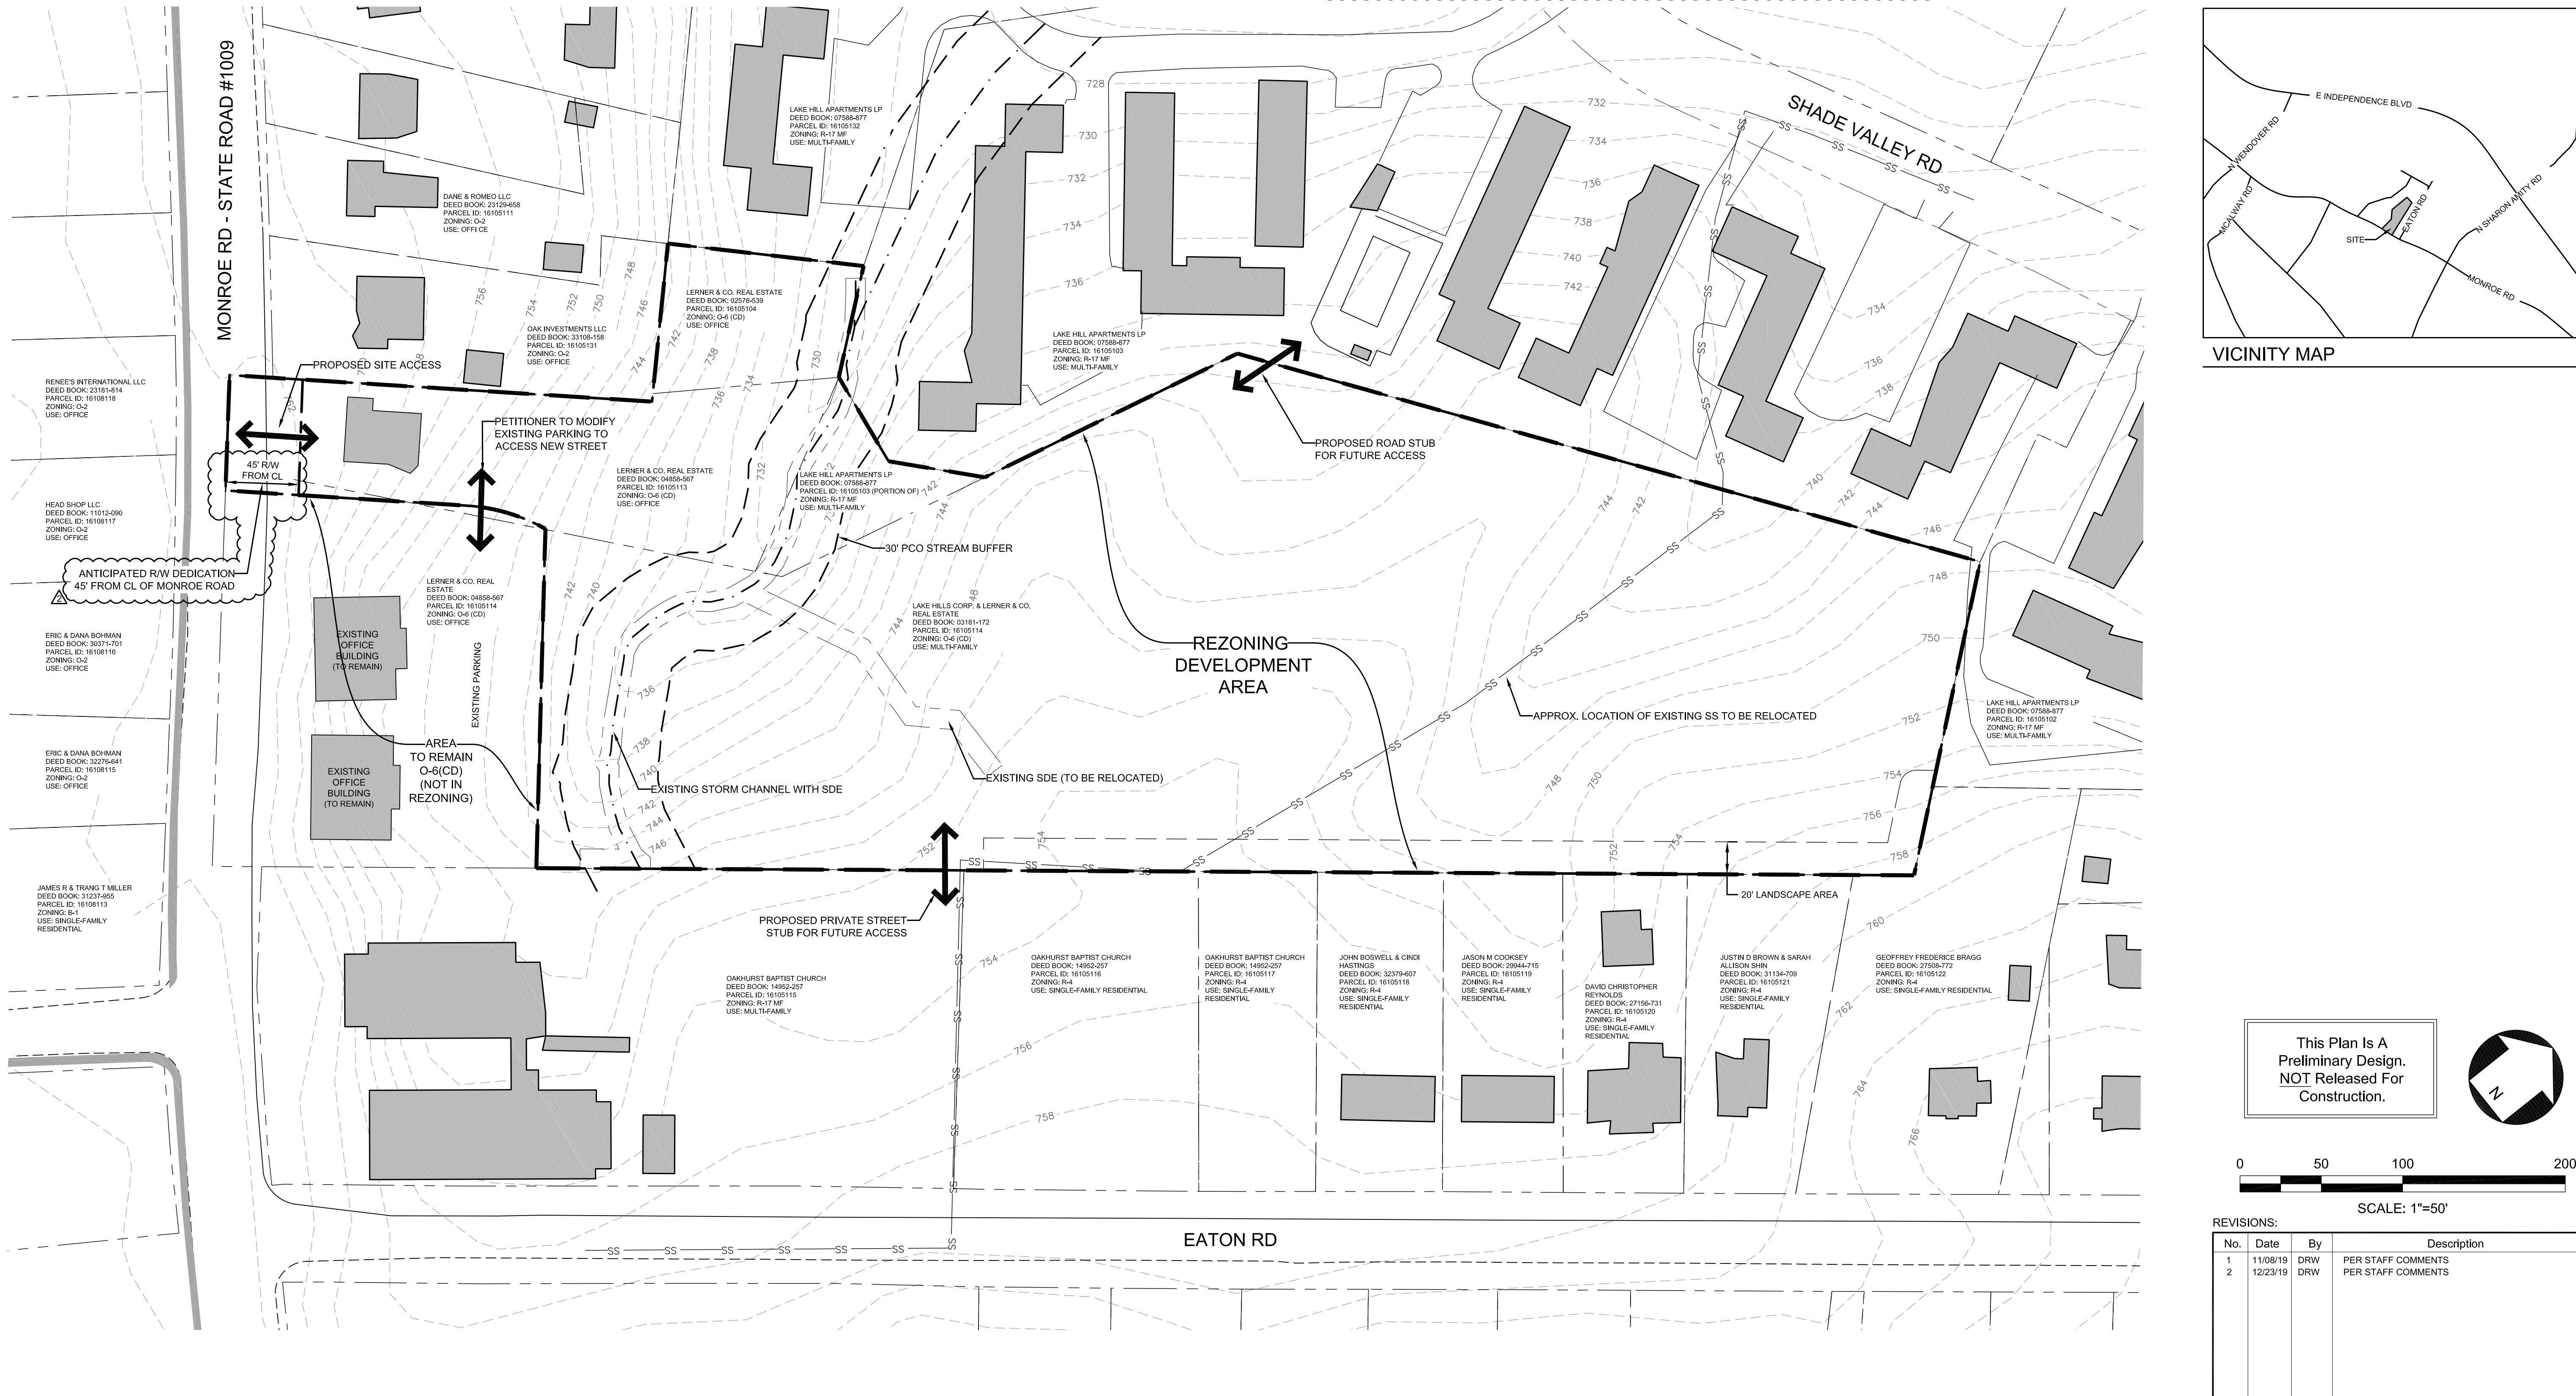 MONROE RD - STATE ROAD #1009
SHADE VALLEY RD
EATON RD
LAKE HILL APARTMENTS LP
DEED BOOK: 07588-877
PARCEL ID: 16105132
ZONING: R-17 MF
USE: MULTI-FAMILY
DANE & ROMEO LLC
DEED BOOK: 23129-658
PARCEL ID: 16105111
ZONING: O-2
USE: OFFI CE
LERNER & CO. REAL ESTATE
DEED BOOK: 02578-539
PARCEL ID: 16105104
ZONING: O-6 (CD)
USE: OFFICE
OAK INVESTMENTS LLC
DEED BOOK: 33108-158
PARCEL ID: 16105131
ZONING: O-2
USE: OFFICE
LAKE HILL APARTMENTS LP
DEED BOOK: 07588-877
PARCEL ID: 16105103
ZONING: R-17 MF
USE: MULTI-FAMILY
PROPOSED SITE ACCESS
RENEE'S INTERNATIONAL LLC
DEED BOOK: 23181-814
PARCEL ID: 16108118
ZONING: O-2
USE: OFFICE
PETITIONER TO MODIFY
EXISTING PARKING TO
ACCESS NEW STREET
PROPOSED ROAD STUB
FOR FUTURE ACCESS
45' R/W
FROM CL
LERNER & CO. REAL ESTATE
DEED BOOK: 04858-567
PARCEL ID: 16105113
ZONING: O-6 (CD)
USE: OFFICE
LAKE HILL APARTMENTS LP
DEED BOOK: 07588-877
PARCEL ID: 16105103 (PORTION OF)
ZONING: R-17 MF
USE: MULTI-FAMILY
HEAD SHOP LLC
DEED BOOK: 11012-090
PARCEL ID: 16108117
ZONING: O-2
USE: OFFICE
30' PCO STREAM BUFFER
ANTICIPATED R/W DEDICATION
45' FROM CL OF MONROE ROAD
2
LERNER & CO. REAL
ESTATE
DEED BOOK: 04858-567
PARCEL ID: 16105114
ZONING: O-6 (CD)
USE: OFFICE
LAKE HILLS CORP. & LERNER & CO.
REAL ESTATE
DEED BOOK: 03181-172
PARCEL ID: 16105114
ZONING: O-6 (CD)
USE: MULTI-FAMILY
ERIC & DANA BOHMAN
DEED BOOK: 30371-701
PARCEL ID: 16108116
ZONING: O-2
USE: OFFICE
EXISTING
OFFICE
BUILDING
(TO REMAIN)
EXISTING PARKING
REZONING
DEVELOPMENT
AREA
APPROX. LOCATION OF EXISTING SS TO BE RELOCATED
LAKE HILL APARTMENTS LP
DEED BOOK: 07588-877
PARCEL ID: 16105102
ZONING: R-17 MF
USE: MULTI-FAMILY
ERIC & DANA BOHMAN
DEED BOOK: 32276-641
PARCEL ID: 16108115
ZONING: O-2
USE: OFFICE
EXISTING
OFFICE
BUILDING
(TO REMAIN)
AREA
TO REMAIN
O-6(CD)
(NOT IN
REZONING)
EXISTING SDE (TO BE RELOCATED)
EXISTING STORM CHANNEL WITH SDE
JAMES R & TRANG T MILLER
DEED BOOK: 31237-955
PARCEL ID: 16108113
ZONING: B-1
USE: SINGLE-FAMILY
RESIDENTIAL
PROPOSED PRIVATE STREET
STUB FOR FUTURE ACCESS
20' LANDSCAPE AREA
OAKHURST BAPTIST CHURCH
DEED BOOK: 14952-257
PARCEL ID: 16105115
ZONING: R-17 MF
USE: MULTI-FAMILY
OAKHURST BAPTIST CHURCH
DEED BOOK: 14952-257
PARCEL ID: 16105116
ZONING: R-4
USE: SINGLE-FAMILY RESIDENTIAL
OAKHURST BAPTIST CHURCH
DEED BOOK: 14952-257
PARCEL ID: 16105117
ZONING: R-4
USE: SINGLE-FAMILY
RESIDENTIAL
JOHN BOSWELL & CINDI
HASTINGS
DEED BOOK: 32379-607
PARCEL ID: 16105118
ZONING: R-4
USE: SINGLE-FAMILY
RESIDENTIAL
JASON M COOKSEY
DEED BOOK: 29944-715
PARCEL ID: 16105119
ZONING: R-4
USE: SINGLE-FAMILY
RESIDENTIAL
DAVID CHRISTOPHER
REYNOLDS
DEED BOOK: 27156-731
PARCEL ID: 16105120
ZONING: R-4
USE: SINGLE-FAMILY
RESIDENTIAL
JUSTIN D BROWN & SARAH
ALLISON SHIN
DEED BOOK: 31134-709
PARCEL ID: 16105121
ZONING: R-4
USE: SINGLE-FAMILY
RESIDENTIAL
GEOFFREY FREDERICE BRAGG
DEED BOOK: 27508-772
PARCEL ID: 16105122
ZONING: R-4
USE: SINGLE-FAMILY RESIDENTIAL
E INDEPENDENCE BLVD
N WENDOVER RD
MCALWAY RD
EATON RD
N SHARON AMITY RD
SITE
MONROE RD
VICINITY MAP
This Plan Is A
Preliminary Design.
NOT Released For
Construction.
N
0 50 100 200
SCALE: 1"=50'
REVISIONS:
No. Date By Description
1 11/08/19 DRW PER STAFF COMMENTS
2 12/23/19 DRW PER STAFF COMMENTS